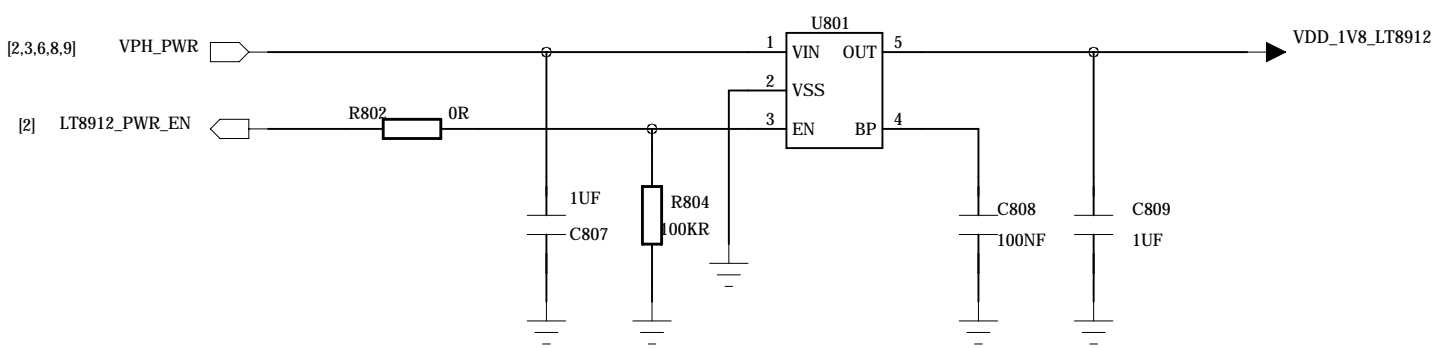 U801
[2,3,6,8,9] VPH_PWR 1 VIN OUT 5 VDD_1V8_LT8912
2 VSS
R802 0R
[2] LT8912_PWR_EN 3 EN BP 4
1UF
C807
R804
100KR
C808
100NF
C809
1UF